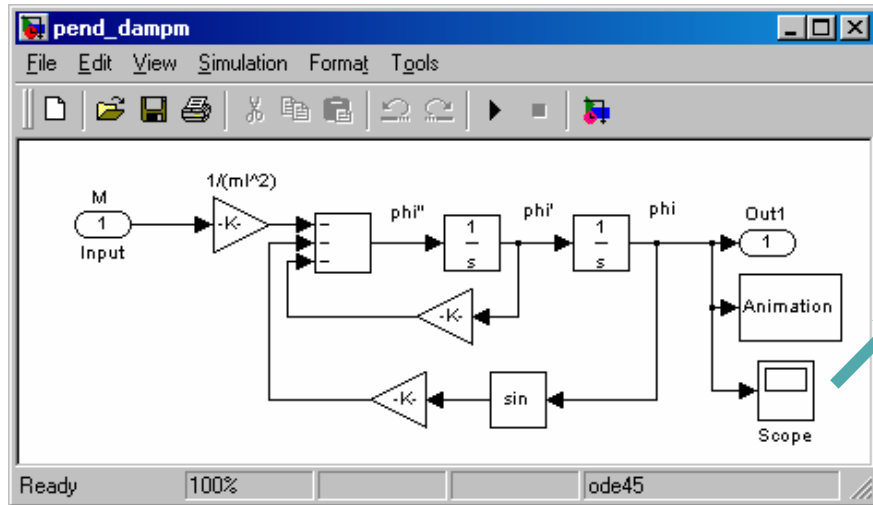 pend_dampm
File Edit View Simulation Format Tools
1/(ml^2)
M
1
Input
-K-
−
−
−
phi''
1
s
phi'
1
s
phi
Out1
1
-K-
Animation
-K-
sin
Scope
Ready 100% ode45